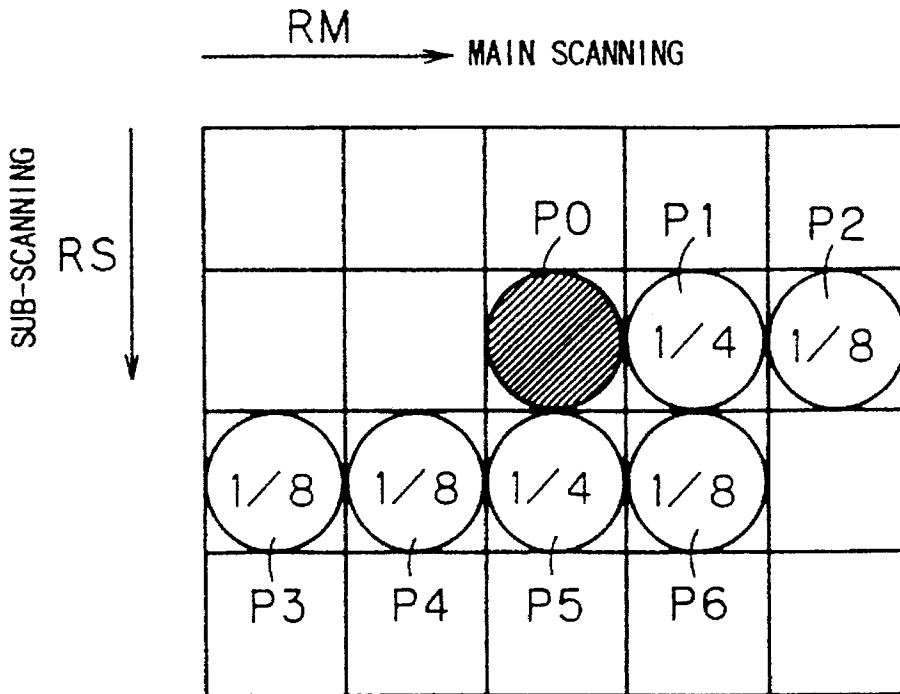 RM
MAIN SCANNING
SUB-SCANNING
RS
P0 P1 P2
1/4 1/8
1/8 1/8 1/4 1/8
P3 P4 P5 P6